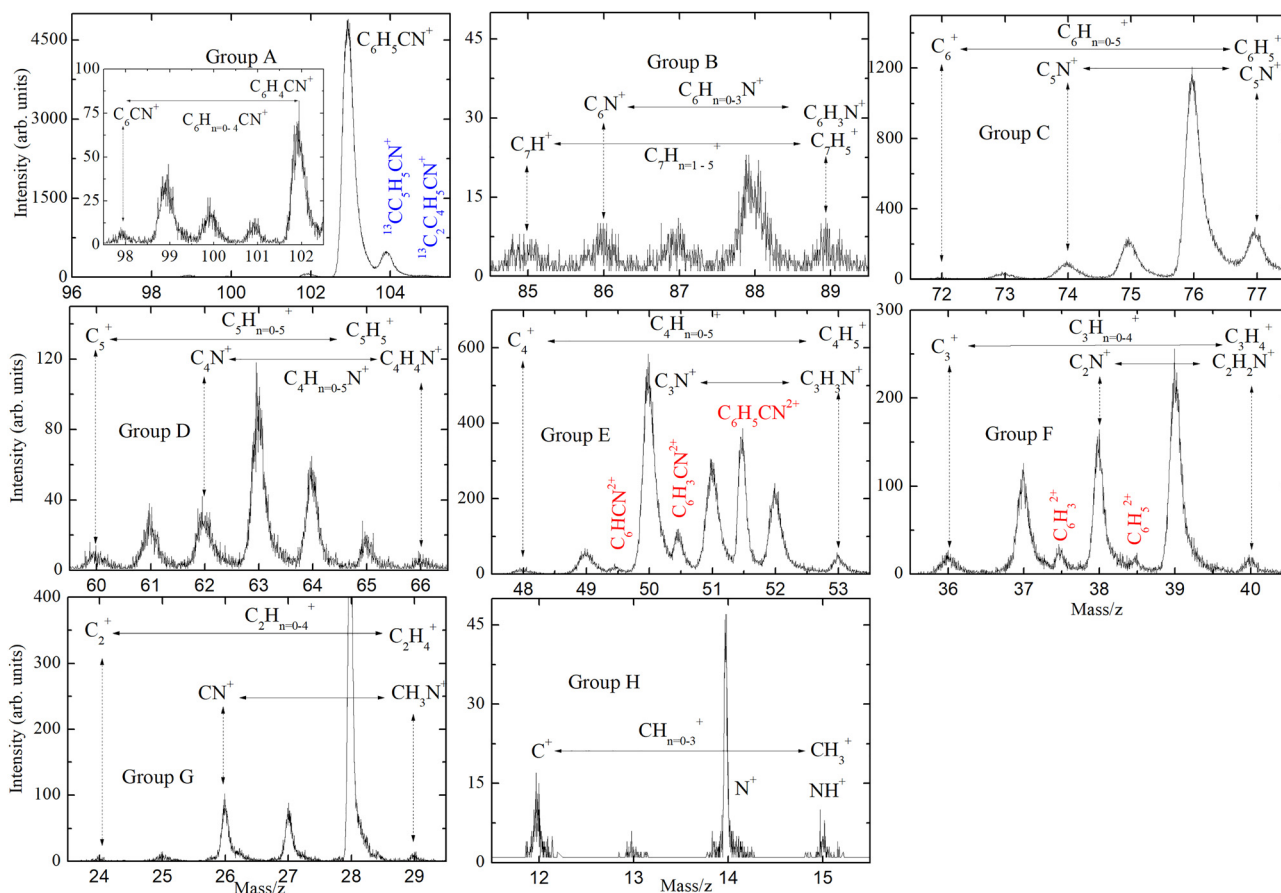 Intensity (arb. units)
4500
3000
1500
0
Group A
100
75
50
25
0
C₆CN⁺
C₆H₄CN⁺
C₆Hₙ₌₀₋ ₄CN⁺
98 99 100 101 102
C₆H₅CN⁺
¹³CC₅H₅CN⁺
¹³C₂C₄H₅CN⁺
96 98 100 102 104
45
30
15
0
Group B
C₇H⁺
C₆N⁺
C₆Hₙ₌₀₋₃N⁺
C₆H₃N⁺
C₇Hₙ₌₁ ₋ ₅⁺
C₇H₅⁺
85 86 87 88 89
1200
800
400
0
C₆⁺
C₆Hₙ₌₀₋₅⁺
C₆H₅⁺
C₅N⁺
C₅N⁺
Group C
72 73 74 75 76 77
Intensity (arb. units)
120
80
40
0
C₅⁺
C₅Hₙ₌₀₋₅⁺
C₅H₅⁺
C₄N⁺
C₄H₄N⁺
C₄Hₙ₌₀₋₅N⁺
Group D
60 61 62 63 64 65 66
600
400
200
0
C₄⁺
C₄Hₙ₌₀₋₅⁺
C₄H₅⁺
C₃N⁺
C₃H₃N⁺
Group E
C₆H₅CN²⁺
C₆HCN²⁺
C₆H₃CN²⁺
48 49 50 51 52 53
300
200
100
0
C₃⁺
C₃Hₙ₌₀₋₄⁺
C₃H₄⁺
C₂N⁺
C₂H₂N⁺
Group F
C₆H₃²⁺
C₆H₅²⁺
35 36 37 38 39 40
Mass/z
Intensity (arb. units)
400
300
200
100
0
C₂⁺
C₂Hₙ₌₀₋₄⁺
C₂H₄⁺
CN⁺
CH₃N⁺
Group G
24 25 26 27 28 29
Mass/z
45
30
15
0
Group H
C⁺
CHₙ₌₀₋₃⁺
CH₃⁺
N⁺
NH⁺
12 13 14 15
Mass/z